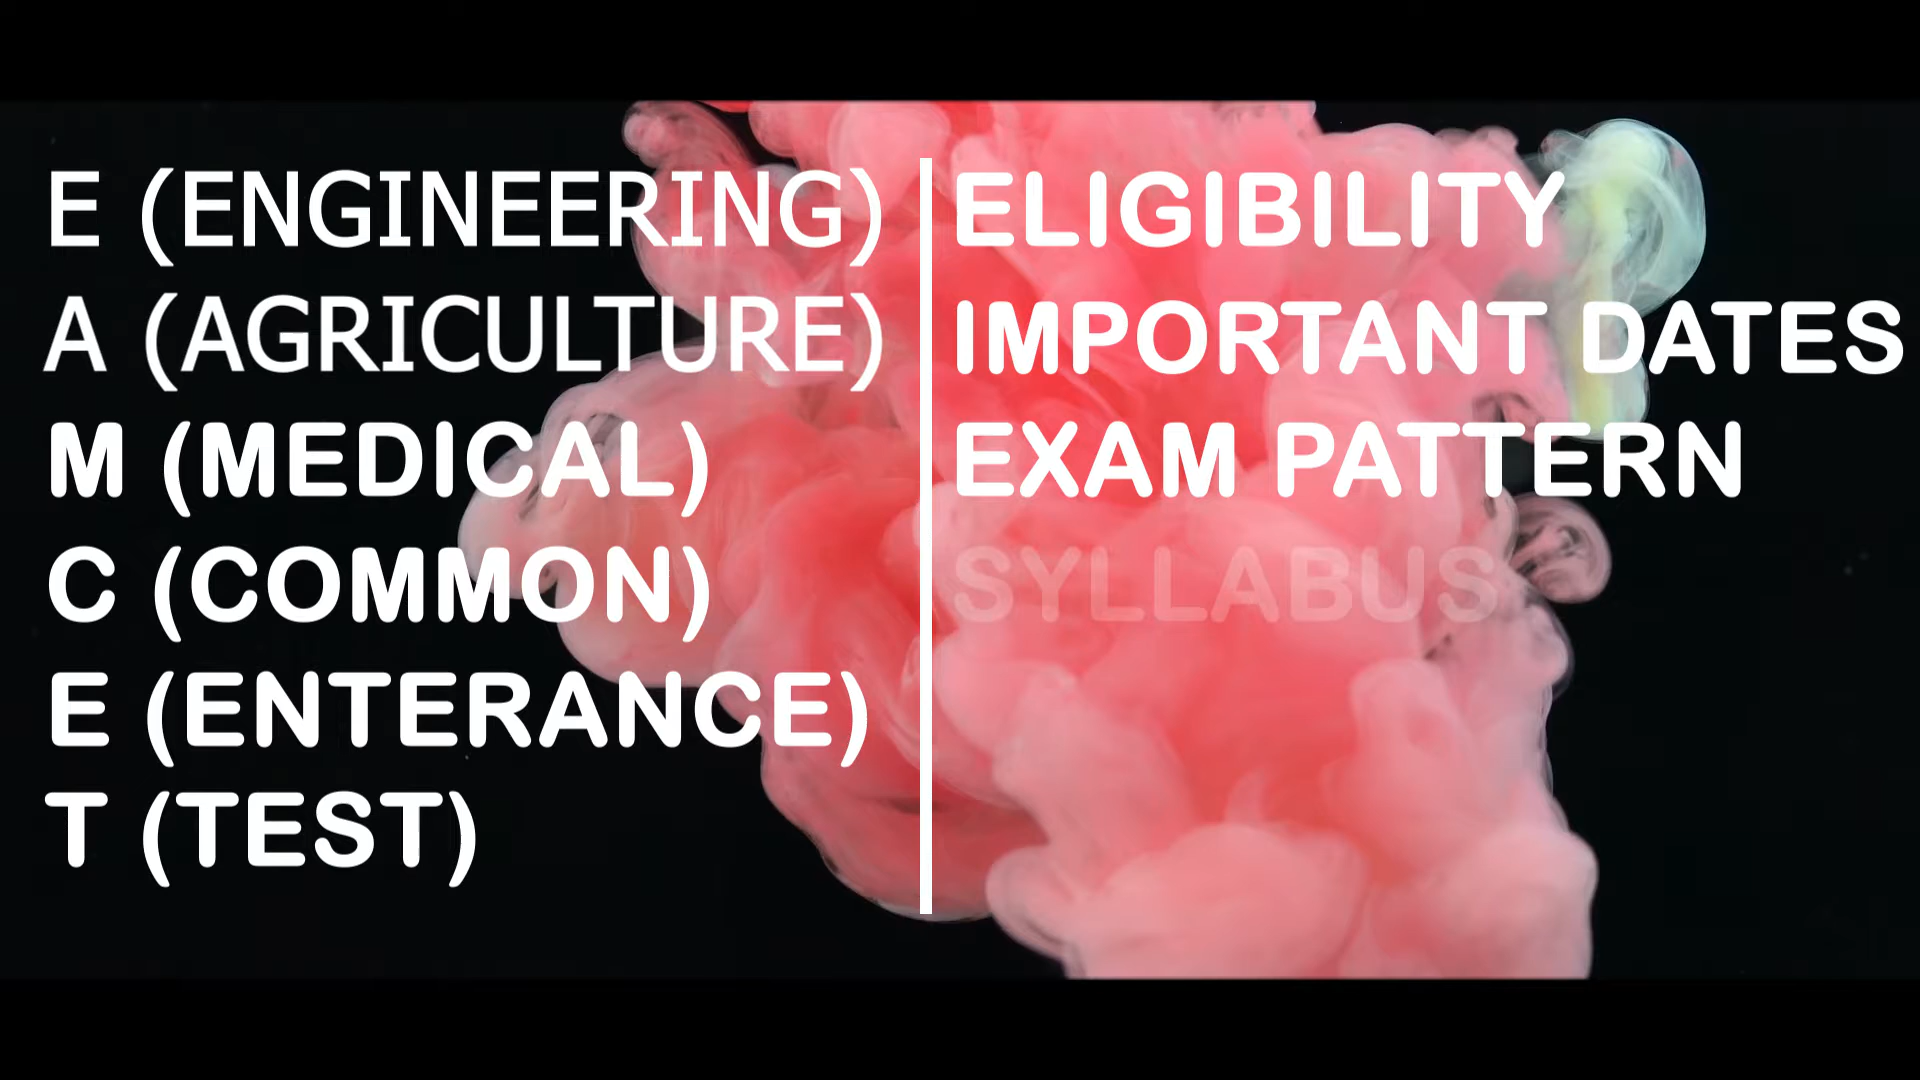 E (ENGINEERING)
A (AGRICULTURE)
M (MEDICAL)
C (COMMON)
E (ENTERANCE)
T (TEST)
ELIGIBILITY
IMPORTANT DATES
EXAM PATTERN
SYLLABUS